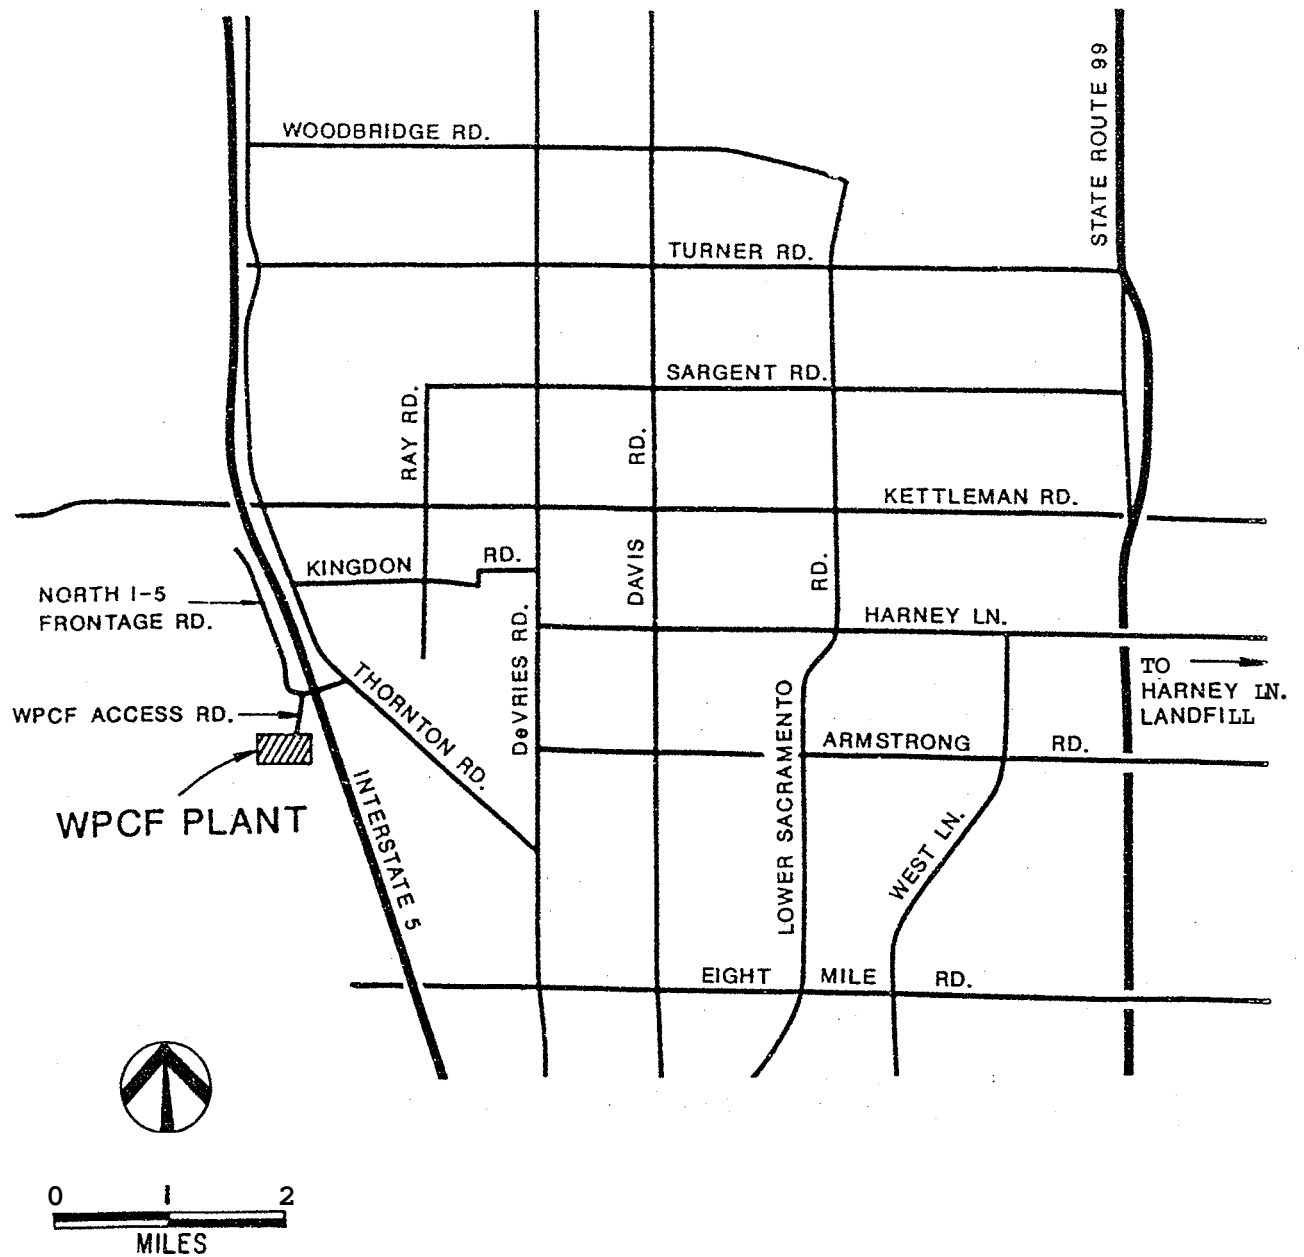 STATE ROUTE 99
WOODBRIDGE RD.
TURNER RD.
SARGENT RD.
RAY RD.
RD.
KETTLEMAN RD.
KINGDON RD.
DAVIS
RD.
NORTH I-5
FRONTAGE RD.
HARNEY LN.
DeVRIES RD.
TO
HARNEY LN.
LANDFILL
THORNTON RD.
LOWER SACRAMENTO
WPCF ACCESS RD.
ARMSTRONG RD.
WPCF PLANT
INTERSTATE 5
WEST LN.
EIGHT MILE RD.
0 1 2
MILES